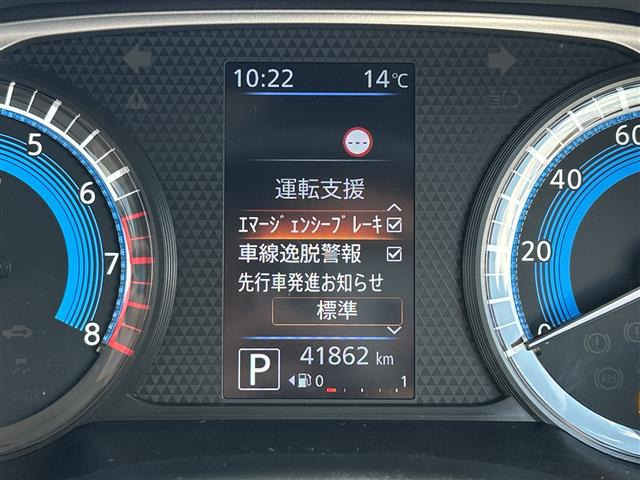 10:22 14℃
---
運転支援
ｴﾏｰｼﾞｪﾝｼｰﾌﾞﾚｰｷ
車線逸脱警報
先行車発進お知らせ
標準
41862 km
P 0 1
5
6
7
8
60
40
20
0
ABS